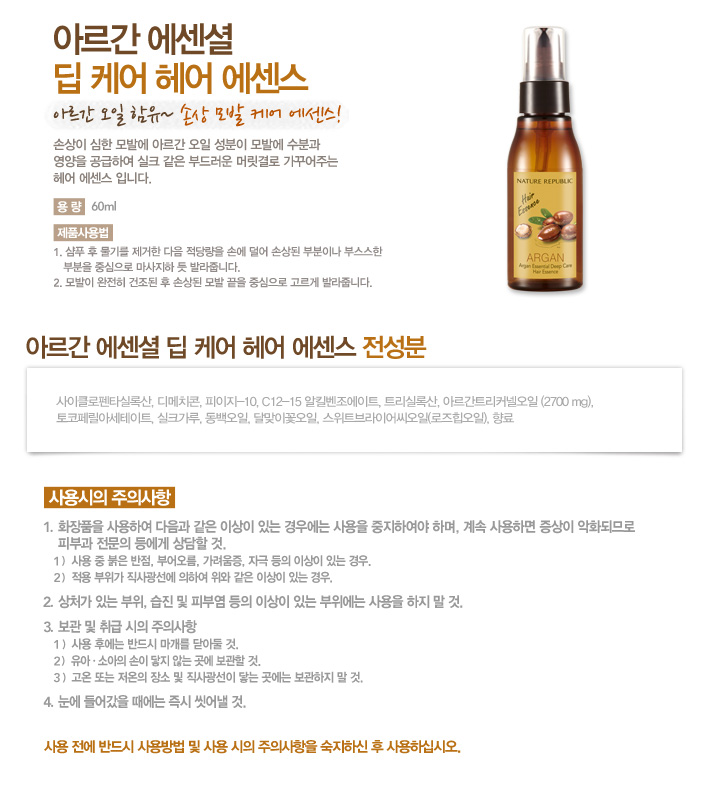 아르간 에센셜
딥 케어 헤어 에센스
아르간 오일 함유~ 손상 모발 케어 에센스!
손상이 심한 모발에 아르간 오일 성분이 모발에 수분과
영양을 공급하여 실크 같은 부드러운 머릿결로 가꾸어주는
헤어 에센스 입니다.
용 량 60ml
제품사용법
1. 샴푸 후 물기를 제거한 다음 적당량을 손에 덜어 손상된 부분이나 부스스한
부분을 중심으로 마사지하 듯 발라줍니다.
2. 모발이 완전히 건조된 후 손상된 모발 끝을 중심으로 고르게 발라줍니다.
NATURE REPUBLIC
Hair
Essence
ARGAN
Argan Essential Deep Care
Hair Essence
아르간 에센셜 딥 케어 헤어 에센스 전성분
사이클로펜타실록산, 디메치콘, 피이지-10, C12-15 알킬벤조에이트, 트리실록산, 아르간트리커넬오일 (2700 mg),
토코페릴아세테이트, 실크가루, 동백오일, 달맞이꽃오일, 스위트브라이어씨오일(로즈힙오일), 향료
사용시의 주의사항
1. 화장품을 사용하여 다음과 같은 이상이 있는 경우에는 사용을 중지하여야 하며, 계속 사용하면 증상이 악화되므로
피부과 전문의 등에게 상담할 것.
1) 사용 중 붉은 반점, 부어오름, 가려움증, 자극 등의 이상이 있는 경우.
2) 적용 부위가 직사광선에 의하여 위와 같은 이상이 있는 경우.
2. 상처가 있는 부위, 습진 및 피부염 등의 이상이 있는 부위에는 사용을 하지 말 것.
3. 보관 및 취급 시의 주의사항
1) 사용 후에는 반드시 마개를 닫아둘 것.
2) 유아·소아의 손이 닿지 않는 곳에 보관할 것.
3) 고온 또는 저온의 장소 및 직사광선이 닿는 곳에는 보관하지 말 것.
4. 눈에 들어갔을 때에는 즉시 씻어낼 것.
사용 전에 반드시 사용방법 및 사용 시의 주의사항을 숙지하신 후 사용하십시오.